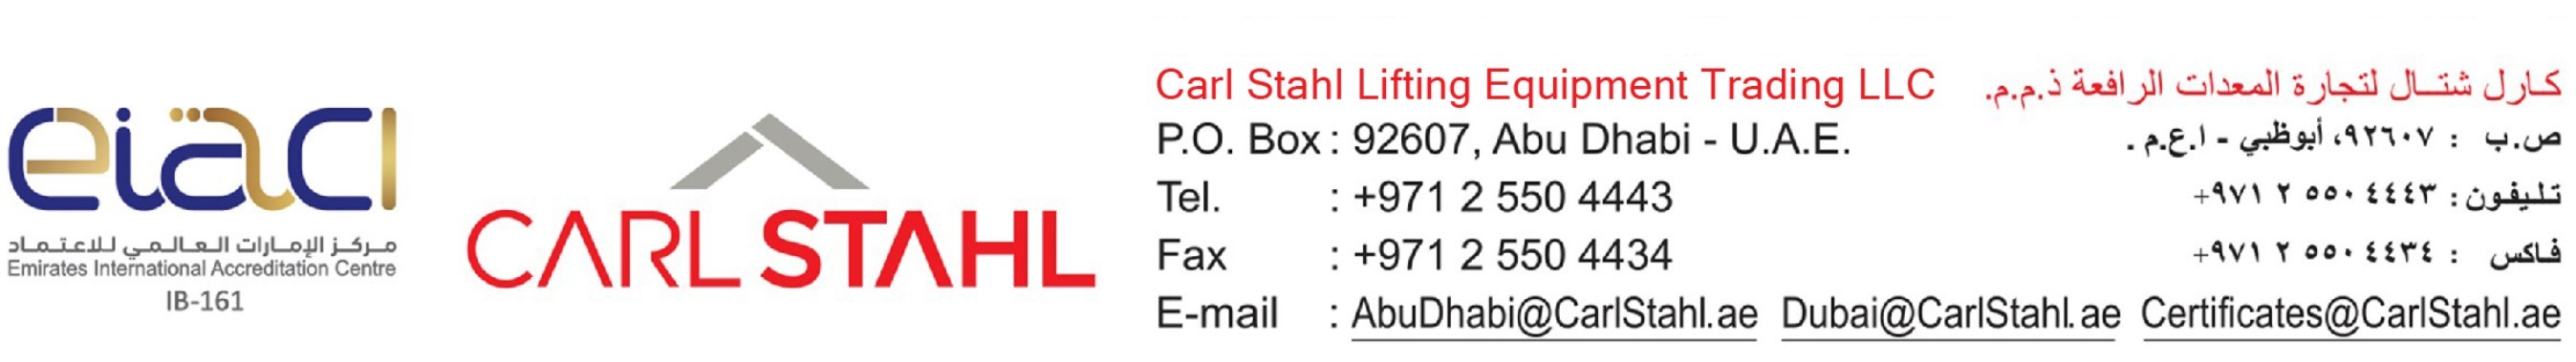 eiaci
مركز الإمارات العالمي للاعتماد
Emirates International Accreditation Centre
IB-161
CARL STAHL
Carl Stahl Lifting Equipment Trading LLC كارل شتال لتجارة المعدات الرافعة ذ.م.م.
P.O. Box : 92607, Abu Dhabi - U.A.E. ص.ب : ٩٢٦٠٧، أبوظبي - ا.ع.م .
Tel. : +971 2 550 4443 تليفون : ٤٤٤٣ ٥٥٠ ٢ ٩٧١+
Fax : +971 2 550 4434 فاكس : ٤٤٣٤ ٥٥٠ ٢ ٩٧١+
E-mail : AbuDhabi@CarlStahl.ae Dubai@CarlStahl.ae Certificates@CarlStahl.ae